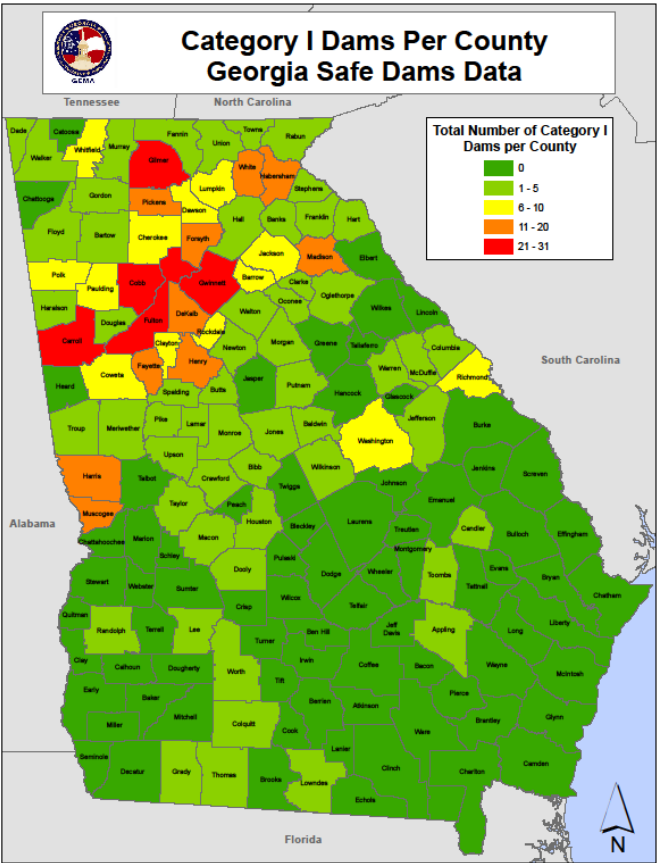 GEMA
Category I Dams Per County
Georgia Safe Dams Data
Tennessee
North Carolina
Total Number of Category I
Dams per County
0
1 - 5
6 - 10
11 - 20
21 - 31
Dade
Catoosa
Whitfield
Murray
Fannin
Union
Towns
Rabun
Walker
Gilmer
White
Habersham
Lumpkin
Stephens
Chattooga
Gordon
Pickens
Dawson
Hall
Banks
Franklin
Hart
Floyd
Bartow
Cherokee
Forsyth
Jackson
Madison
Elbert
Polk
Paulding
Cobb
Gwinnett
Barrow
Clarke
Oconee
Oglethorpe
Wilkes
Lincoln
Haralson
Douglas
Fulton
DeKalb
Walton
Rockdale
Carroll
Clayton
Newton
Morgan
Greene
Taliaferro
Columbia
McDuffie
Warren
South Carolina
Heard
Coweta
Fayette
Henry
Spalding
Butts
Jasper
Putnam
Hancock
Glascock
Richmond
Jefferson
Burke
Troup
Meriwether
Pike
Lamar
Monroe
Jones
Baldwin
Washington
Upson
Bibb
Wilkinson
Jenkins
Screven
Harris
Talbot
Crawford
Twiggs
Johnson
Emanuel
Taylor
Peach
Houston
Muscogee
Alabama
Bleckley
Laurens
Treutlen
Candler
Bulloch
Effingham
Chattahoochee
Marion
Macon
Schley
Pulaski
Montgomery
Dooly
Dodge
Wheeler
Toombs
Evans
Tattnall
Bryan
Chatham
Stewart
Webster
Sumter
Crisp
Wilcox
Telfair
Quitman
Randolph
Terrell
Lee
Turner
Ben Hill
Jeff
Davis
Appling
Long
Liberty
Clay
Calhoun
Dougherty
Worth
Irwin
Coffee
Bacon
Wayne
McIntosh
Early
Baker
Tift
Berrien
Atkinson
Pierce
Miller
Mitchell
Colquitt
Cook
Ware
Brantley
Glynn
Seminole
Decatur
Grady
Thomas
Brooks
Lowndes
Lanier
Clinch
Charlton
Camden
Echols
Florida
N